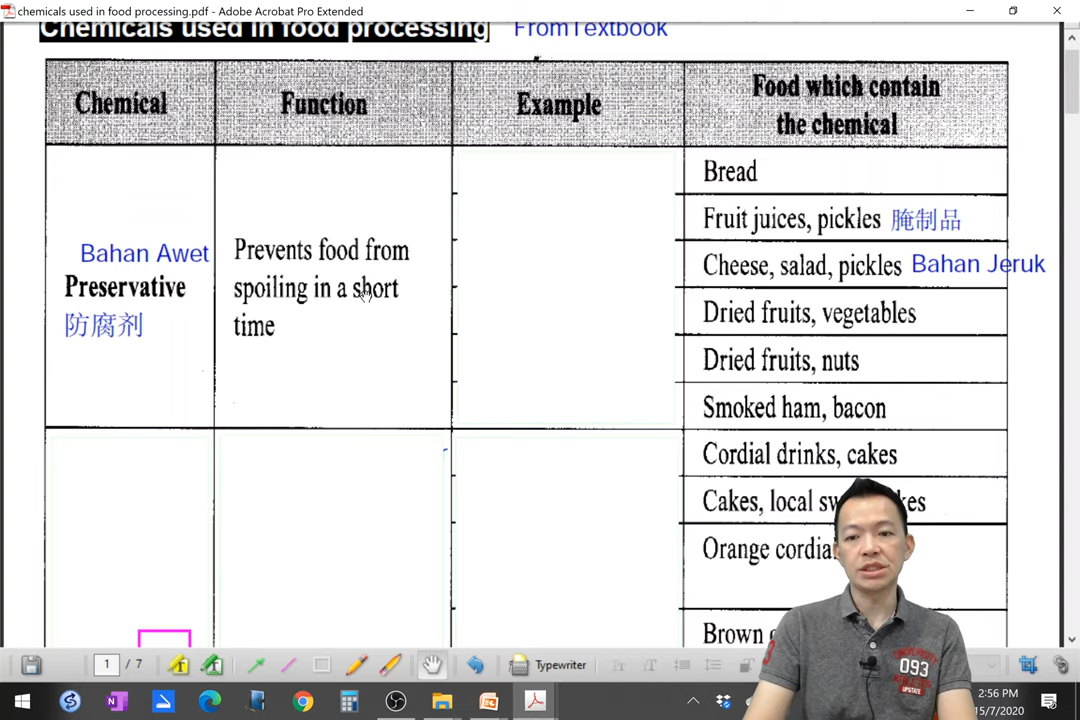 chemicals used in food processing.pdf - Adobe Acrobat Pro Extended
Chemicals used in food processing FromTextbook
Chemical Function Example Food which contain
the chemical
Bread
Fruit juices, pickles 腌制品
Bahan Awet Prevents food from Cheese, salad, pickles Bahan Jeruk
Preservative spoiling in a short Dried fruits, vegetables
防腐剂 time
Dried fruits, nuts
Smoked ham, bacon
Cordial drinks, cakes
Cakes, local
Orange
Brown
1 / 7 Typewriter
UNIVERSITY
093
UPSTATE
3
2:56 PM
15/7/2020